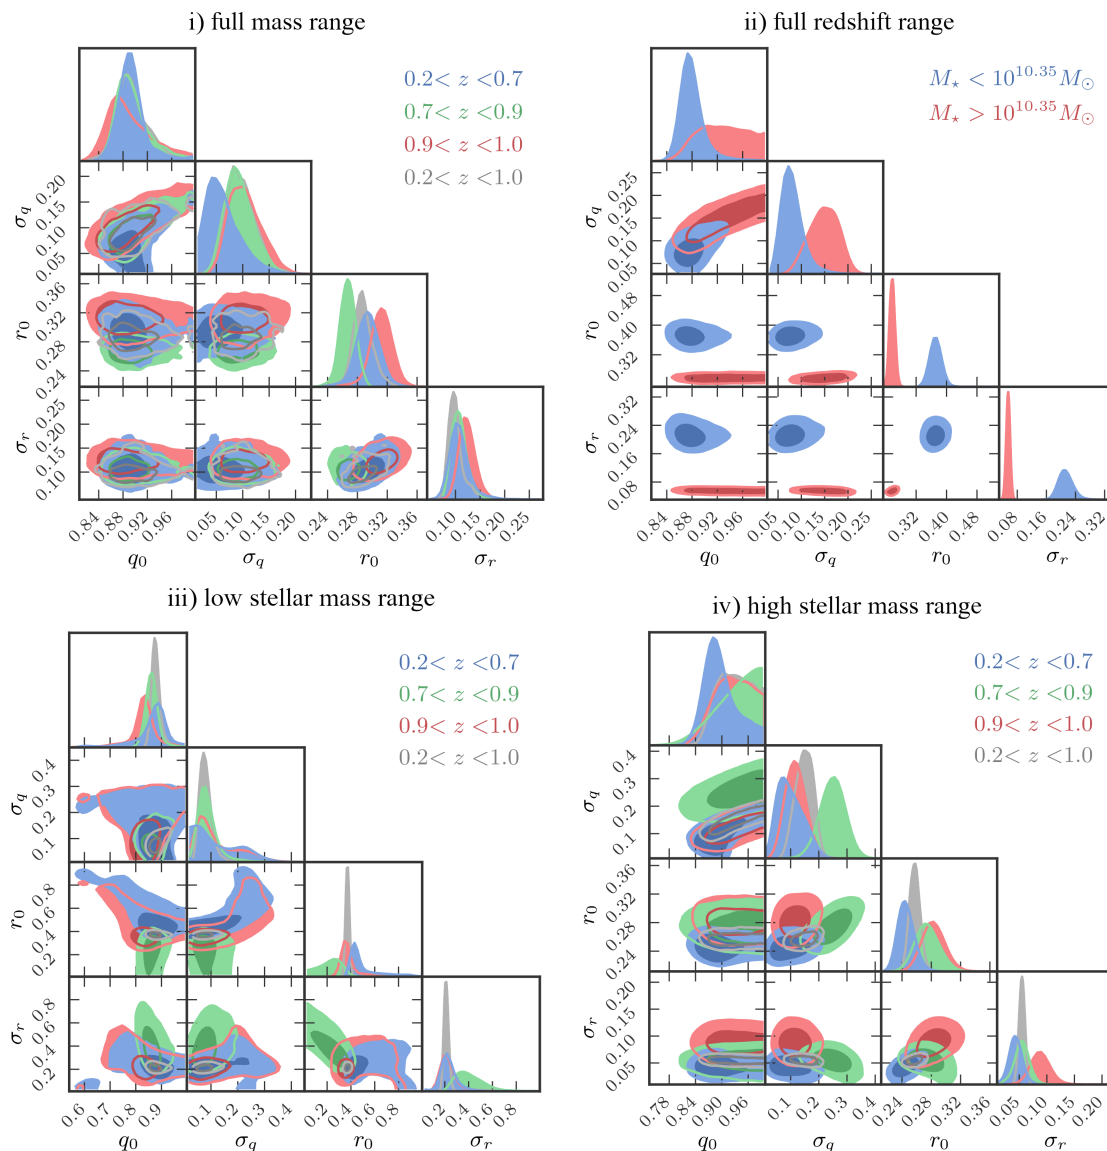 i) full mass range
0.2< z <0.7
0.7< z <0.9
0.9< z <1.0
0.2< z <1.0
σ_q
0.20
0.15
0.10
0.05
r_0
0.36
0.32
0.28
0.24
σ_r
0.25
0.20
0.15
0.10
0.84 0.88 0.92 0.96 0.05 0.10 0.15 0.20 0.24 0.28 0.32 0.36 0.10 0.15 0.20 0.25
q_0 σ_q r_0 σ_r
ii) full redshift range
M_⋆ < 10^{10.35} M_⊙
M_⋆ > 10^{10.35} M_⊙
σ_q
0.25
0.20
0.15
0.10
0.05
r_0
0.48
0.40
0.32
σ_r
0.32
0.24
0.16
0.08
0.84 0.88 0.92 0.96 0.05 0.10 0.15 0.20 0.25 0.32 0.40 0.48 0.08 0.16 0.24 0.32
q_0 σ_q r_0 σ_r
iii) low stellar mass range
0.2< z <0.7
0.7< z <0.9
0.9< z <1.0
0.2< z <1.0
σ_q
0.4
0.3
0.2
0.1
r_0
0.8
0.6
0.4
0.2
σ_r
0.8
0.6
0.4
0.2
0.6 0.7 0.8 0.9 0.1 0.2 0.3 0.4 0.2 0.4 0.6 0.8 0.2 0.4 0.6 0.8
q_0 σ_q r_0 σ_r
iv) high stellar mass range
0.2< z <0.7
0.7< z <0.9
0.9< z <1.0
0.2< z <1.0
σ_q
0.4
0.3
0.2
0.1
r_0
0.36
0.32
0.28
0.24
σ_r
0.20
0.15
0.10
0.05
0.78 0.84 0.90 0.96 0.1 0.2 0.3 0.4 0.24 0.28 0.32 0.36 0.05 0.10 0.15 0.20
q_0 σ_q r_0 σ_r